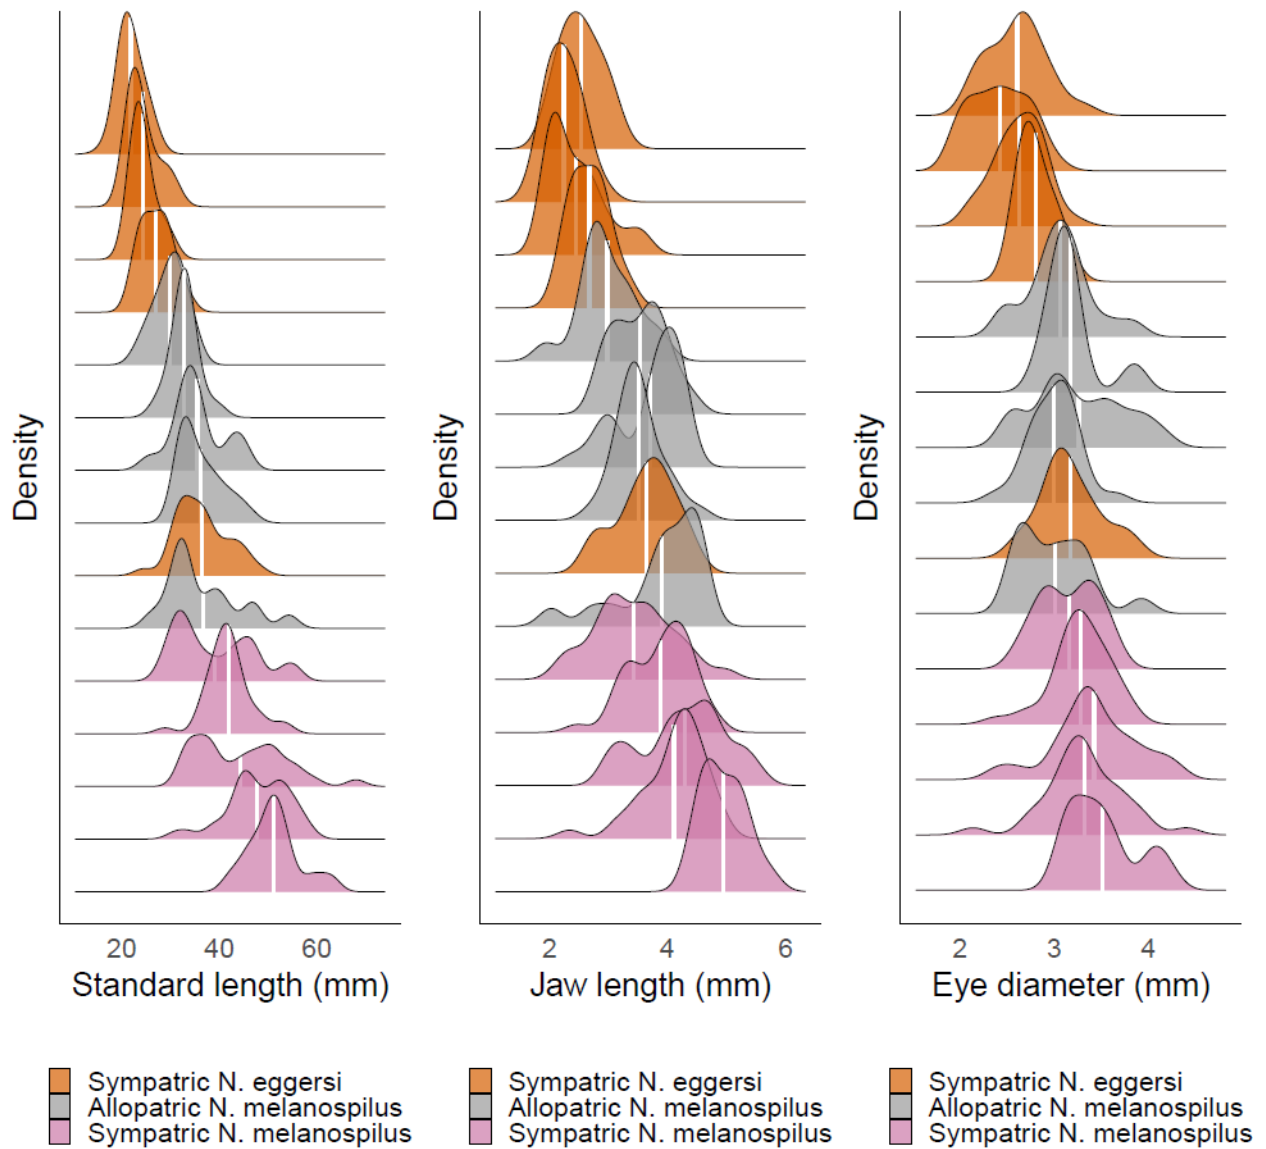 Density
20 40 60
Standard length (mm)
Sympatric N. eggersi
Allopatric N. melanospilus
Sympatric N. melanospilus
Density
2 4 6
Jaw length (mm)
Sympatric N. eggersi
Allopatric N. melanospilus
Sympatric N. melanospilus
Density
2 3 4
Eye diameter (mm)
Sympatric N. eggersi
Allopatric N. melanospilus
Sympatric N. melanospilus